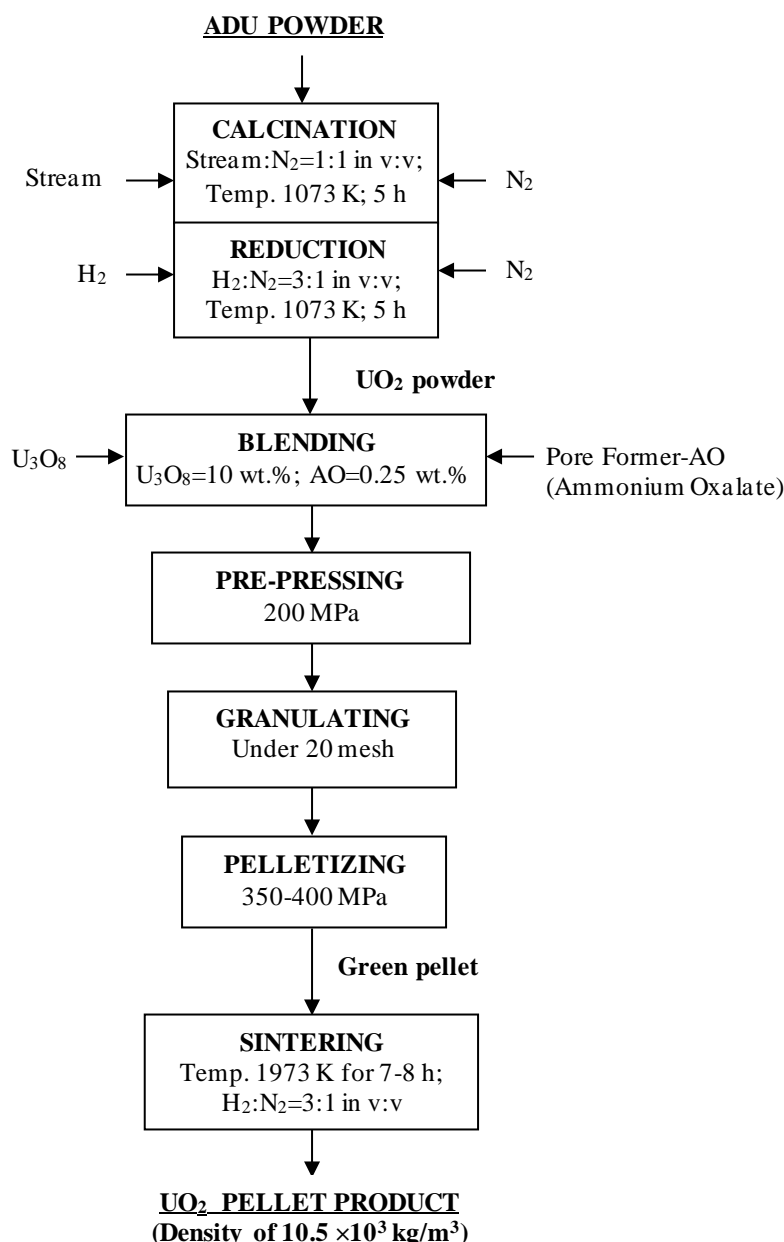 ADU POWDER
CALCINATION
Stream:N₂=1:1 in v:v;
Temp. 1073 K; 5 h
Stream
N₂
REDUCTION
H₂:N₂=3:1 in v:v;
Temp. 1073 K; 5 h
H₂
N₂
UO₂ powder
BLENDING
U₃O₈=10 wt.%; AO=0.25 wt.%
U₃O₈
Pore Former-AO
(Ammonium Oxalate)
PRE-PRESSING
200 MPa
GRANULATING
Under 20 mesh
PELLETIZING
350-400 MPa
Green pellet
SINTERING
Temp. 1973 K for 7-8 h;
H₂:N₂=3:1 in v:v
UO₂ PELLET PRODUCT
(Density of 10.5 ×10³ kg/m³)